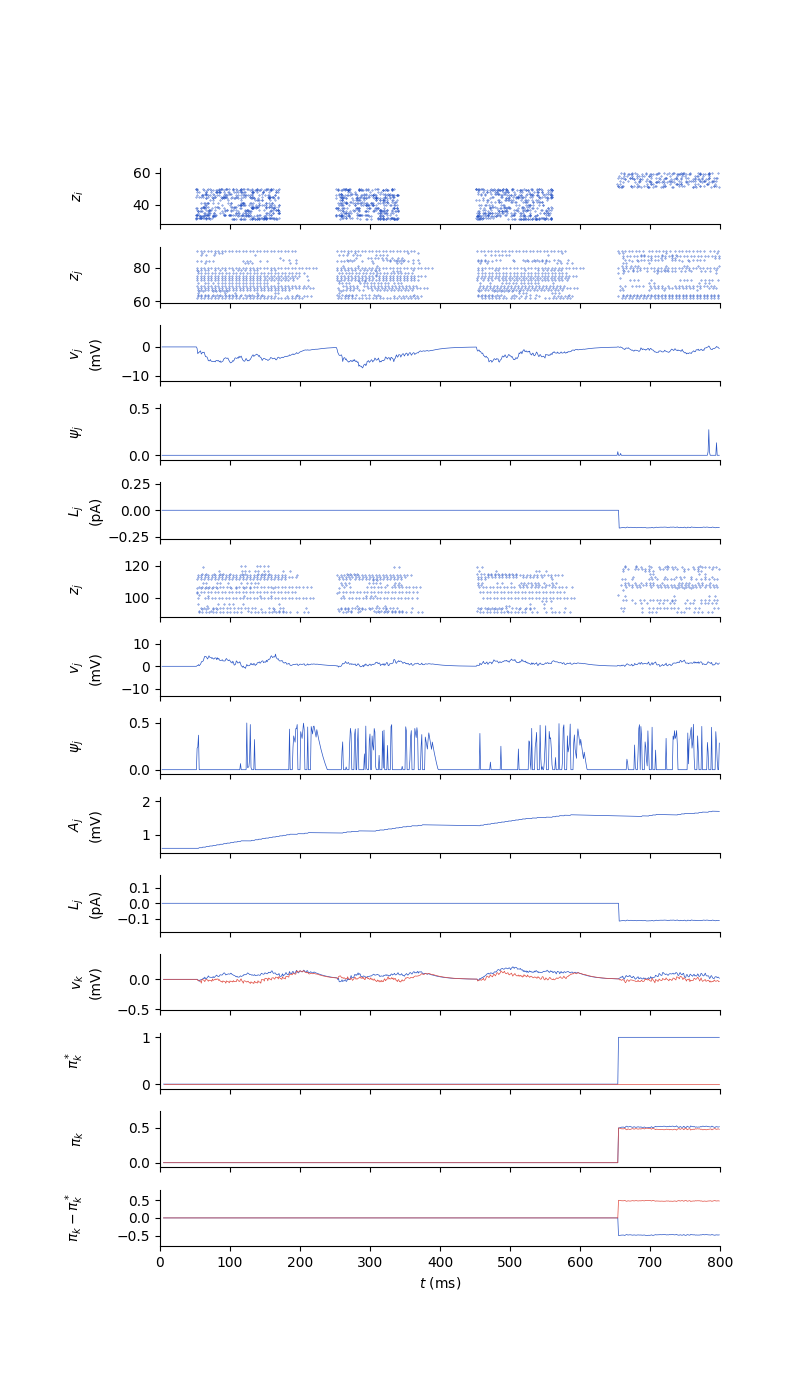 60
40
z_i
80
60
z_j
0
−10
v_j
(mV)
0.5
0.0
ψ_j
0.25
0.00
−0.25
L_j
(pA)
120
100
z_j
10
0
−10
v_j
(mV)
0.5
0.0
ψ_j
2
1
A_j
(mV)
0.1
0.0
−0.1
L_j
(pA)
0.0
−0.5
v_k
(mV)
1
0
π_k^*
0.5
0.0
π_k
0.5
0.0
−0.5
π_k − π_k^*
0 100 200 300 400 500 600 700 800
t (ms)